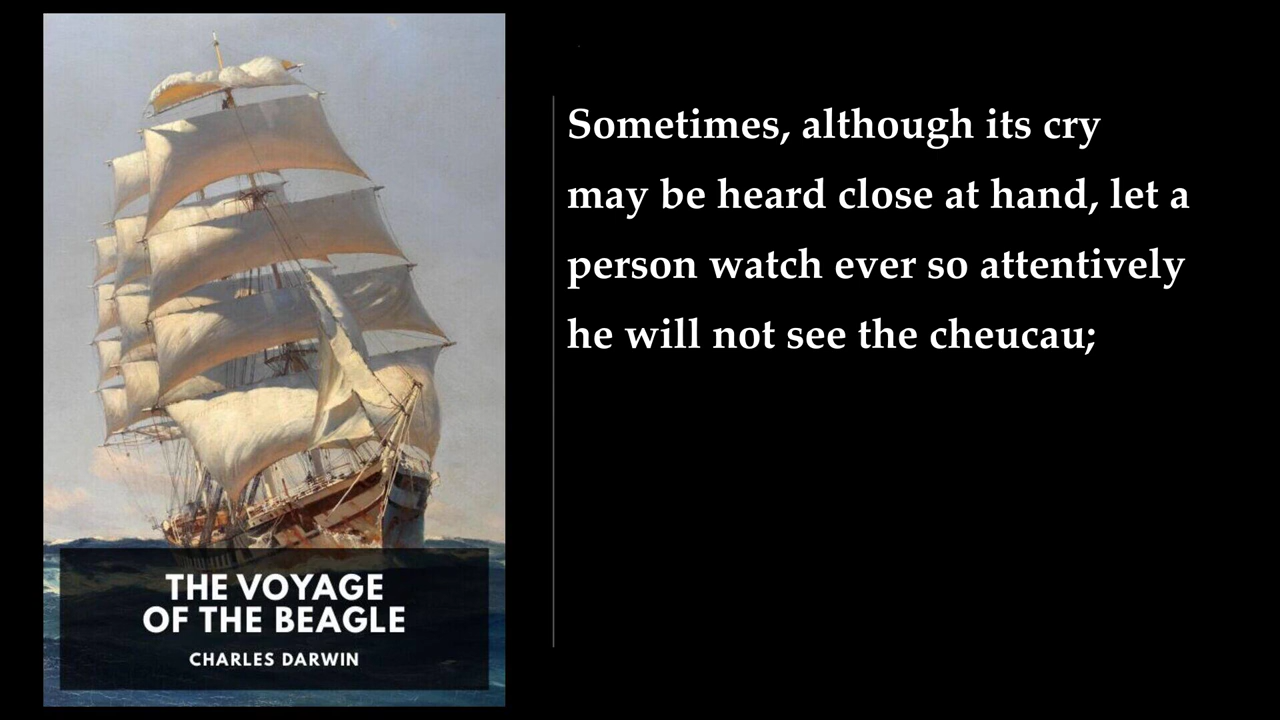 THE VOYAGE
OF THE BEAGLE
CHARLES DARWIN
Sometimes, although its cry
may be heard close at hand, let a
person watch ever so attentively
he will not see the cheucau;